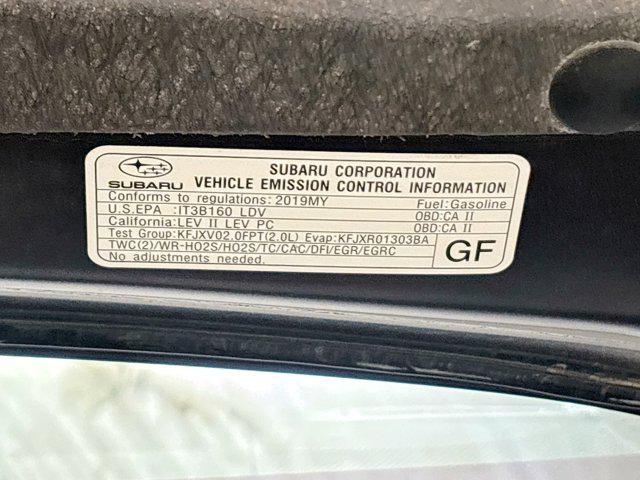 SUBARU CORPORATION
SUBARU VEHICLE EMISSION CONTROL INFORMATION
Conforms to regulations: 2019MY Fuel: Gasoline
U.S.EPA :IT3B160 LDV OBD:CA II
California:LEV II LEV PC OBD:CA II
Test Group:KFJXV02.0FPT(2.0L) Evap:KFJXR01303BA
TWC(2)/WR-HO2S/HO2S/TC/CAC/DFI/EGR/EGRC
No adjustments needed.
GF